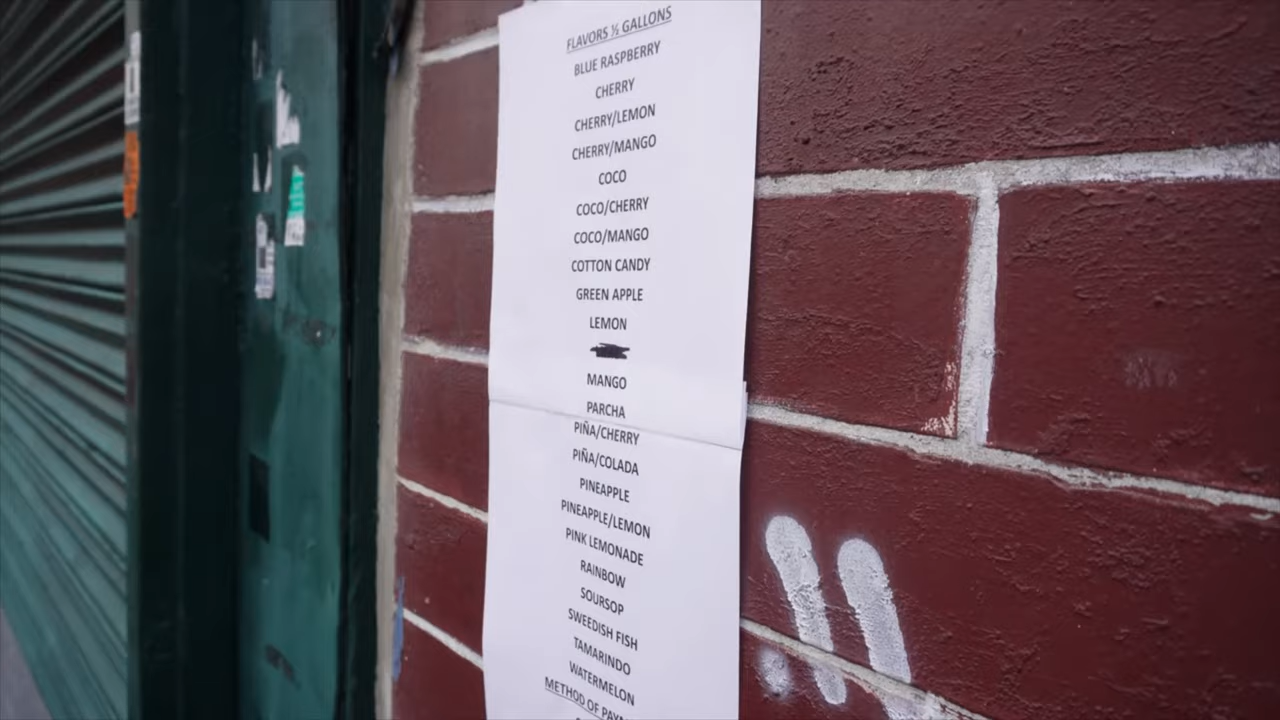 FLAVORS ½ GALLONS
BLUE RASPBERRY
CHERRY
CHERRY/LEMON
CHERRY/MANGO
COCO
COCO/CHERRY
COCO/MANGO
COTTON CANDY
GREEN APPLE
LEMON
MANGO
PARCHA
PIÑA/CHERRY
PIÑA/COLADA
PINEAPPLE
PINEAPPLE/LEMON
PINK LEMONADE
RAINBOW
SOURSOP
SWEDISH FISH
TAMARINDO
WATERMELON
METHOD OF